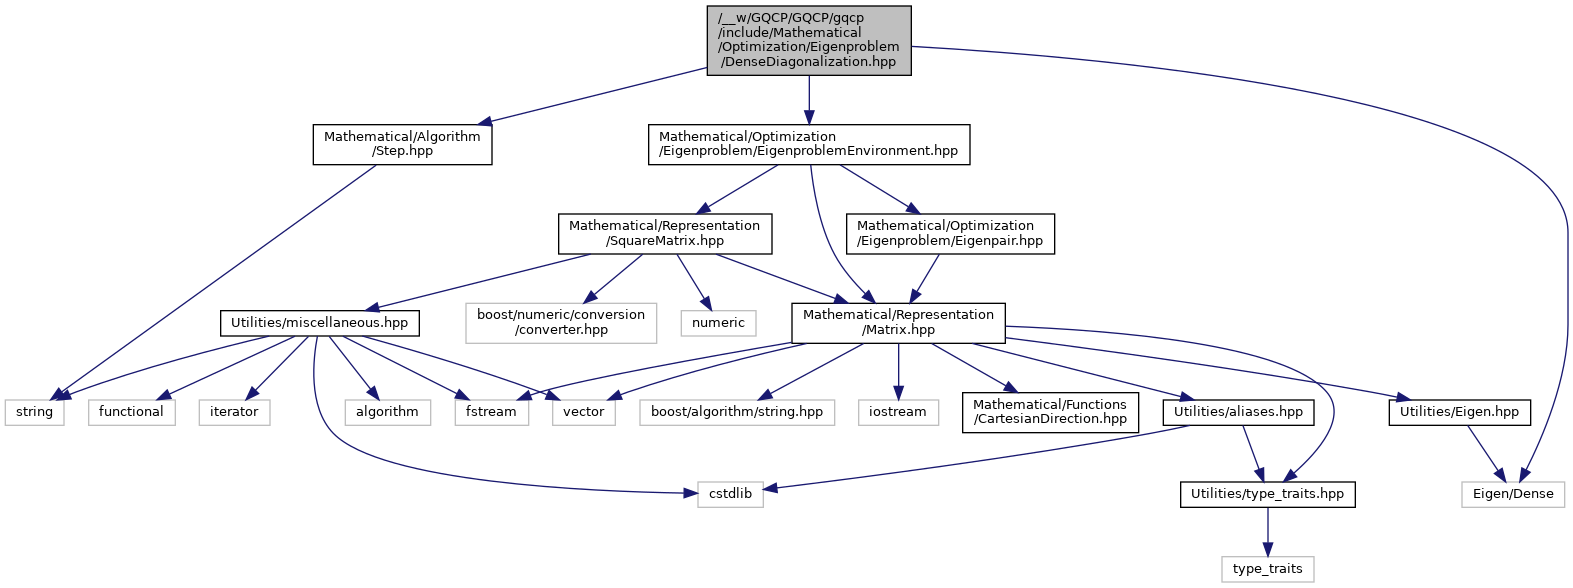 /__w/GQCP/GQCP/gqcp
/include/Mathematical
/Optimization/Eigenproblem
/DenseDiagonalization.hpp
Mathematical/Algorithm
/Step.hpp
Mathematical/Optimization
/Eigenproblem/EigenproblemEnvironment.hpp
Mathematical/Representation
/SquareMatrix.hpp
Mathematical/Optimization
/Eigenproblem/Eigenpair.hpp
Utilities/miscellaneous.hpp
boost/numeric/conversion
/converter.hpp
numeric
Mathematical/Representation
/Matrix.hpp
string
functional
iterator
algorithm
fstream
vector
boost/algorithm/string.hpp
iostream
Mathematical/Functions
/CartesianDirection.hpp
Utilities/aliases.hpp
Utilities/Eigen.hpp
cstdlib
Utilities/type_traits.hpp
Eigen/Dense
type_traits